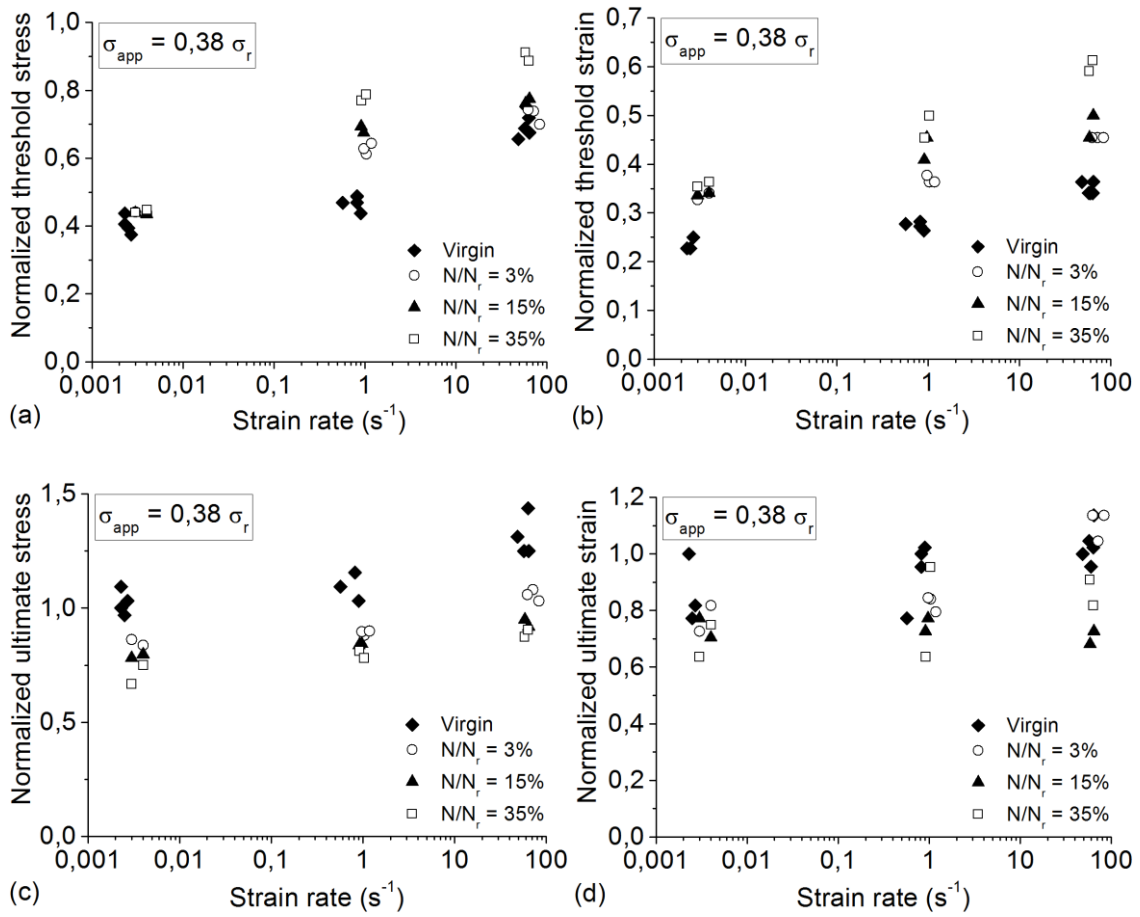 1,0
0,8
0,6
0,4
0,2
0,0
Normalized threshold stress
σapp = 0,38 σr
Virgin
N/Nr = 3%
N/Nr = 15%
N/Nr = 35%
0,001 0,01 0,1 1 10 100
(a) Strain rate (s-1)
0,7
0,6
0,5
0,4
0,3
0,2
0,1
0,0
Normalized threshold strain
σapp = 0,38 σr
Virgin
N/Nr = 3%
N/Nr = 15%
N/Nr = 35%
0,001 0,01 0,1 1 10 100
(b) Strain rate (s-1)
1,5
1,0
0,5
0,0
Normalized ultimate stress
σapp = 0,38 σr
Virgin
N/Nr = 3%
N/Nr = 15%
N/Nr = 35%
0,001 0,01 0,1 1 10 100
(c) Strain rate (s-1)
1,2
1,0
0,8
0,6
0,4
0,2
0,0
Normalized ultimate strain
σapp = 0,38 σr
Virgin
N/Nr = 3%
N/Nr = 15%
N/Nr = 35%
0,001 0,01 0,1 1 10 100
(d) Strain rate (s-1)